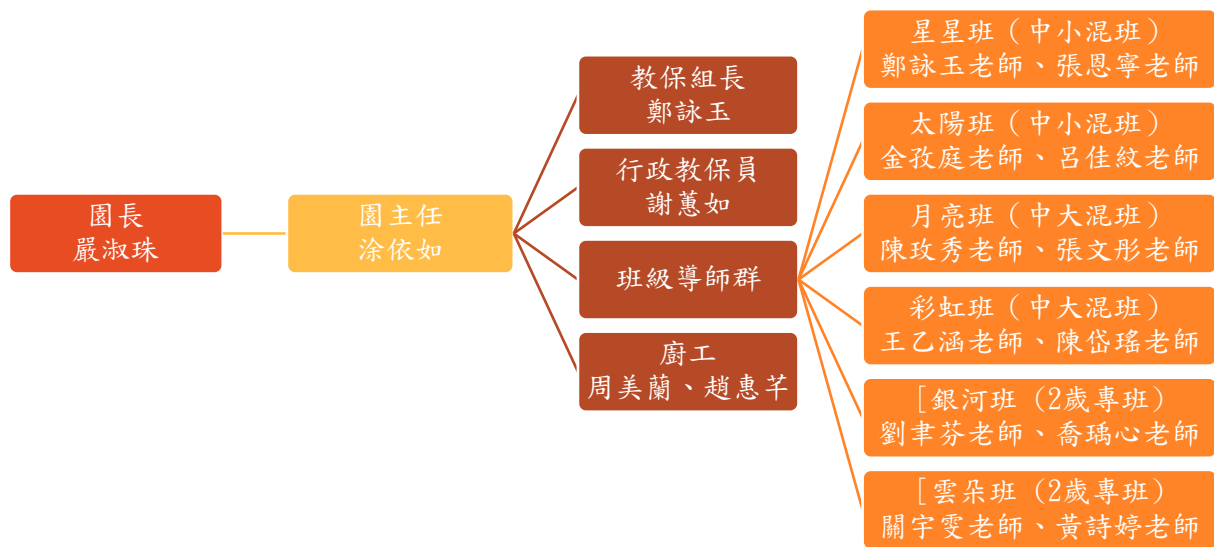 園長
嚴淑珠
園主任
涂依如
教保組長
鄭詠玉
行政教保員
謝蕙如
班級導師群
廚工
周美蘭、趙惠芊
星星班（中小混班）
鄭詠玉老師、張恩寧老師
太陽班（中小混班）
金孜庭老師、呂佳紋老師
月亮班（中大混班）
陳玫秀老師、張文彤老師
彩虹班（中大混班）
王乙涵老師、陳岱瑤老師
[銀河班（2歲專班）
劉聿芬老師、喬瑀心老師
[雲朵班（2歲專班）
關宇雯老師、黃詩婷老師